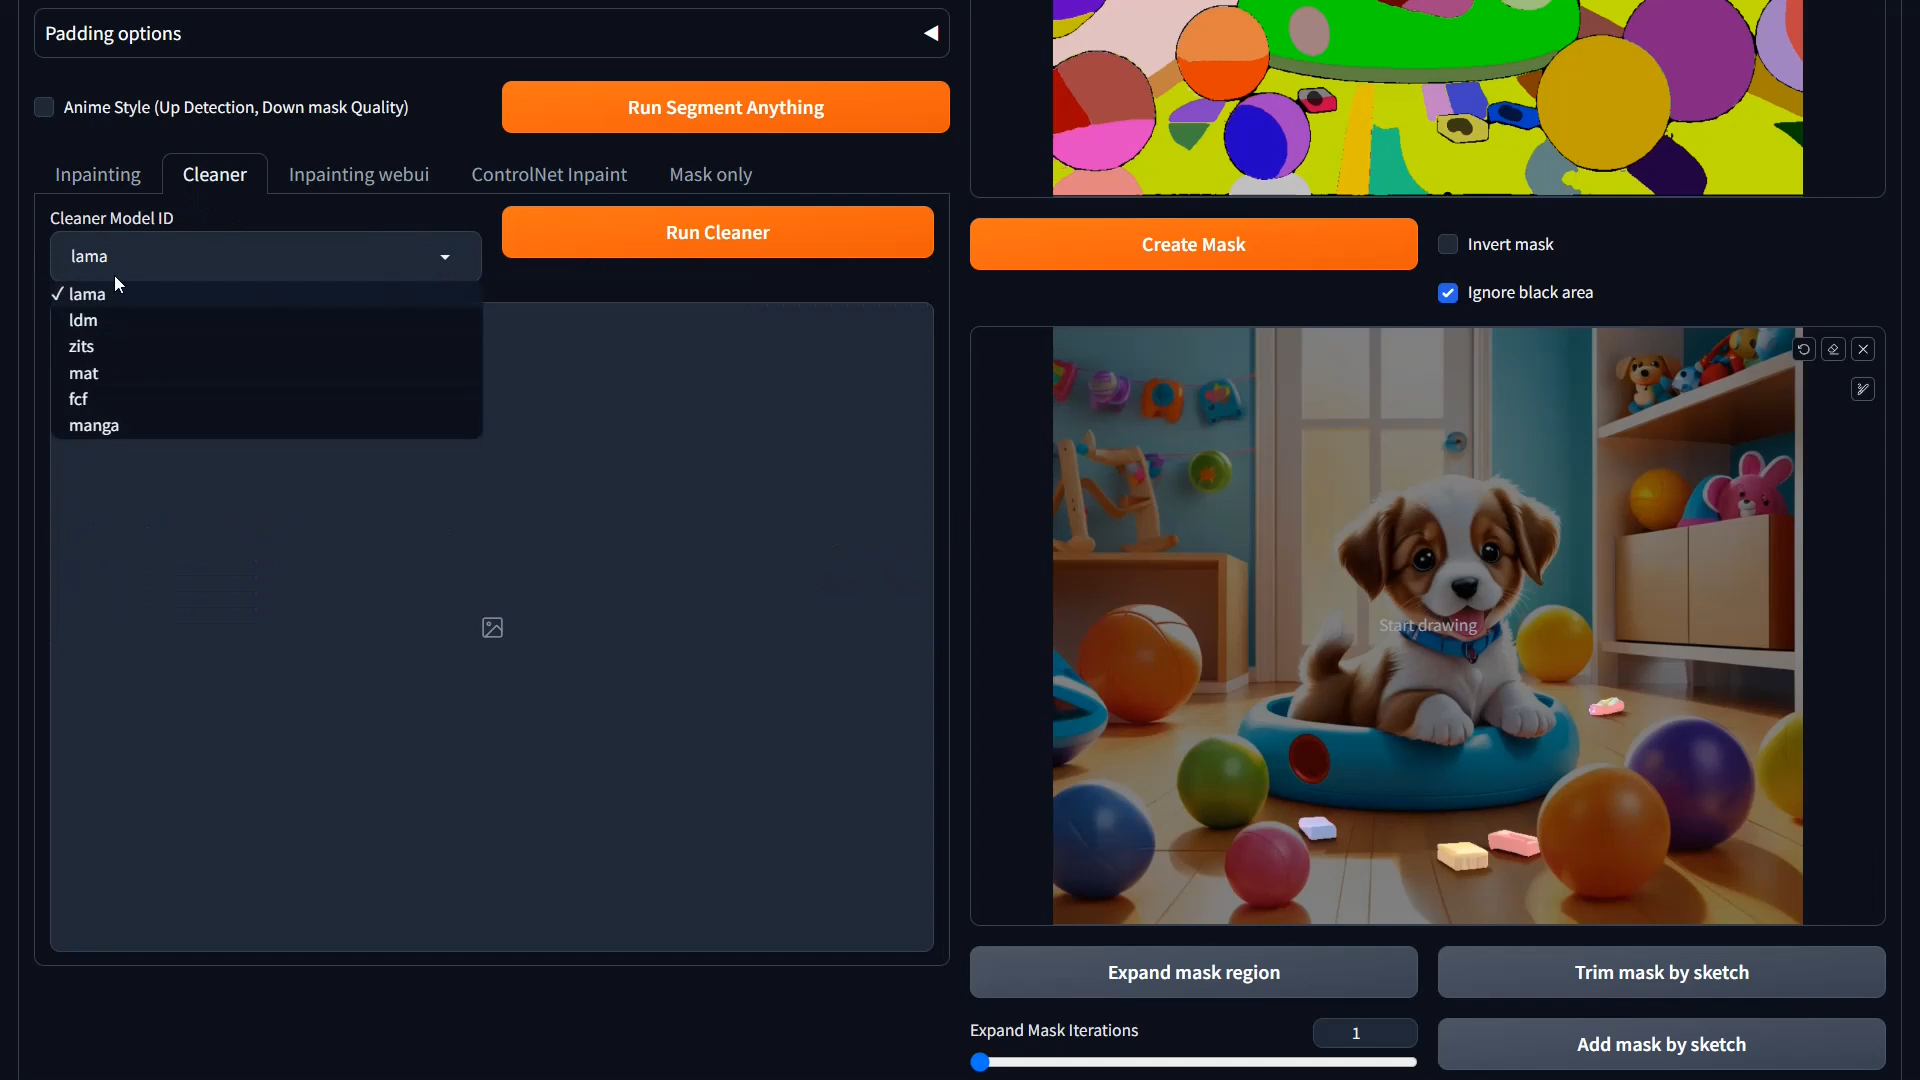 Padding options
Anime Style (Up Detection, Down mask Quality)
Run Segment Anything
Inpainting
Cleaner
Inpainting webui
ControlNet Inpaint
Mask only
Cleaner Model ID
lama
Run Cleaner
✓ lama
ldm
zits
mat
fcf
manga
Create Mask
Invert mask
Ignore black area
Start drawing
Expand mask region
Trim mask by sketch
Expand Mask Iterations
1
Add mask by sketch